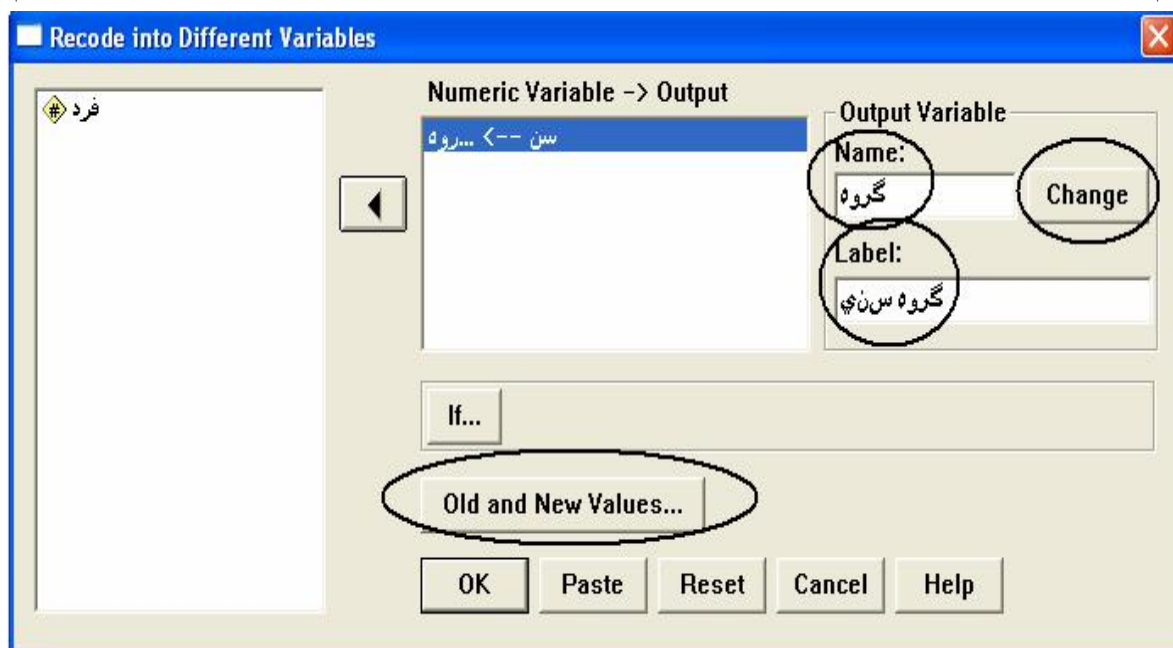 Recode into Different Variables
فرد
Numeric Variable -> Output
سن --> ...روه
Output Variable
Name:
گروه
Change
Label:
گروه سني
If...
Old and New Values...
OK
Paste
Reset
Cancel
Help